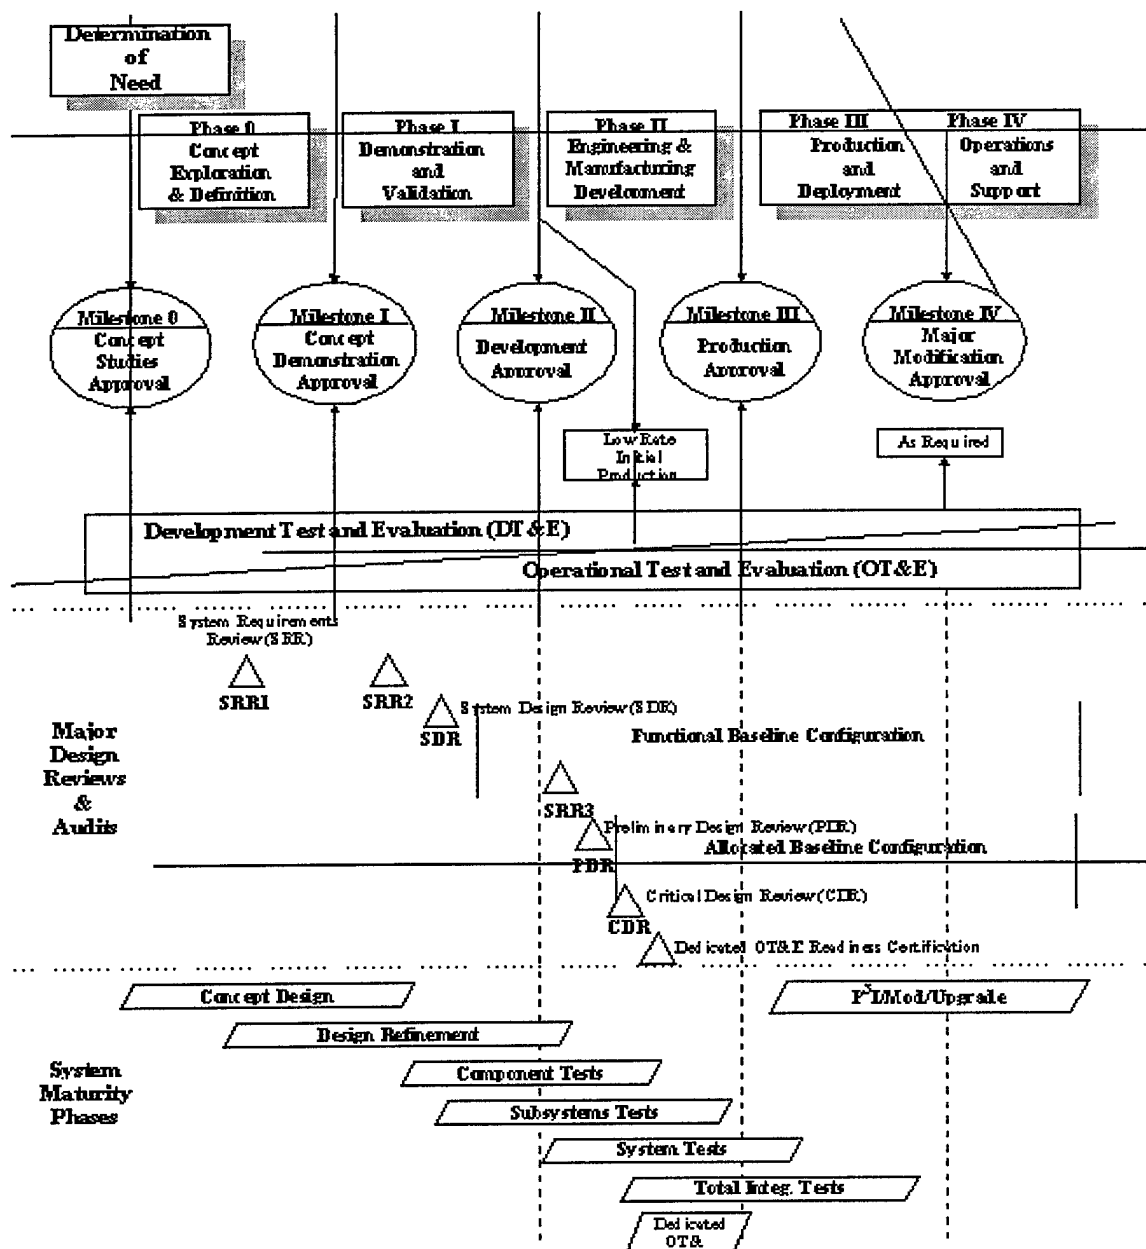 Determination
of
Need
Phase 0
Concept
Exploration
& Definition
Phase I
Demonstration
and
Validation
Phase II
Engineering &
Manufacturing
Development
Phase III
Production
and
Deployment
Phase IV
Operations
and
Support
Milestone 0
Concept
Studies
Approval
Milestone I
Concept
Demonstration
Approval
Milestone II
Development
Approval
Milestone III
Production
Approval
Milestone IV
Major
Modification
Approval
Low Rate
Initial
Production
As Required
Development Test and Evaluation (DT&E)
Operational Test and Evaluation (OT&E)
System Requirements
Review (SRR)
SRR1
SRR2
System Design Review (SDR)
SDR
Functional Baseline Configuration
Major
Design
Reviews
&
Audits
SRR3
Preliminary Design Review (PDR)
Allocated Baseline Configuration
PDR
Critical Design Review (CDR)
CDR
Dedicated OT&E Readiness Certification
Concept Design
P³I/Mod/Upgrade
Design Refinement
System
Maturity
Phases
Component Tests
Subsystems Tests
System Tests
Total Integ. Tests
Dedicated
OT&